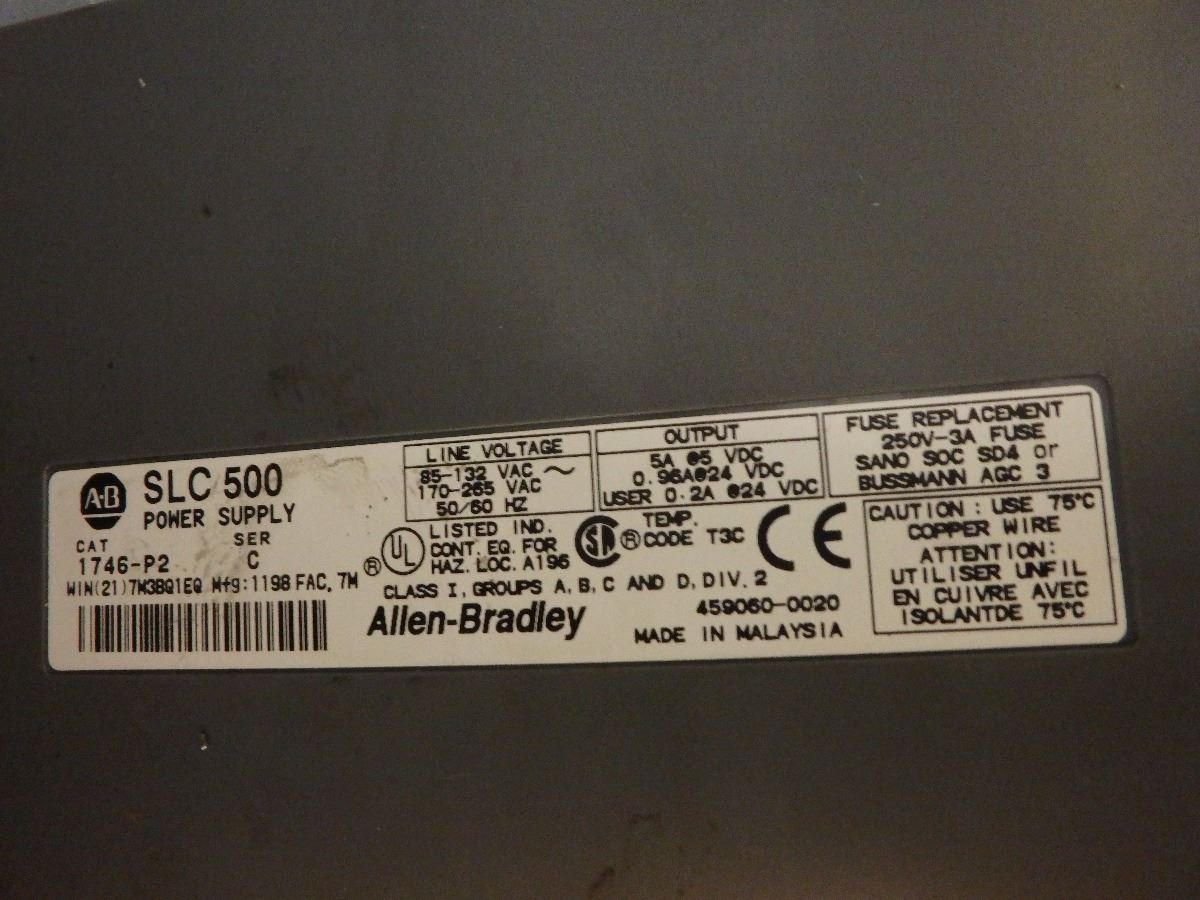 A-B
SLC 500
POWER SUPPLY
CAT SER
1746-P2 C
WIN(21)7M3BQ1EQ Mfg:1198 FAC. 7M
LINE VOLTAGE
85-132 VAC ~
170-265 VAC
50/60 HZ
OUTPUT
5A @5 VDC
0.96A@24 VDC
USER 0.2A @24 VDC
FUSE REPLACEMENT
250V-3A FUSE
SANO SOC SD4 or
BUSSMANN AGC 3
® UL
LISTED IND.
CONT. EQ. FOR
HAZ. LOC. A196
SA ®
TEMP.
CODE T3C
CE
CLASS I, GROUPS A, B, C AND D, DIV. 2
Allen-Bradley
459060-0020
MADE IN MALAYSIA
CAUTION : USE 75°C
COPPER WIRE
ATTENTION:
UTILISER UNFIL
EN CUIVRE AVEC
ISOLANTDE 75°C